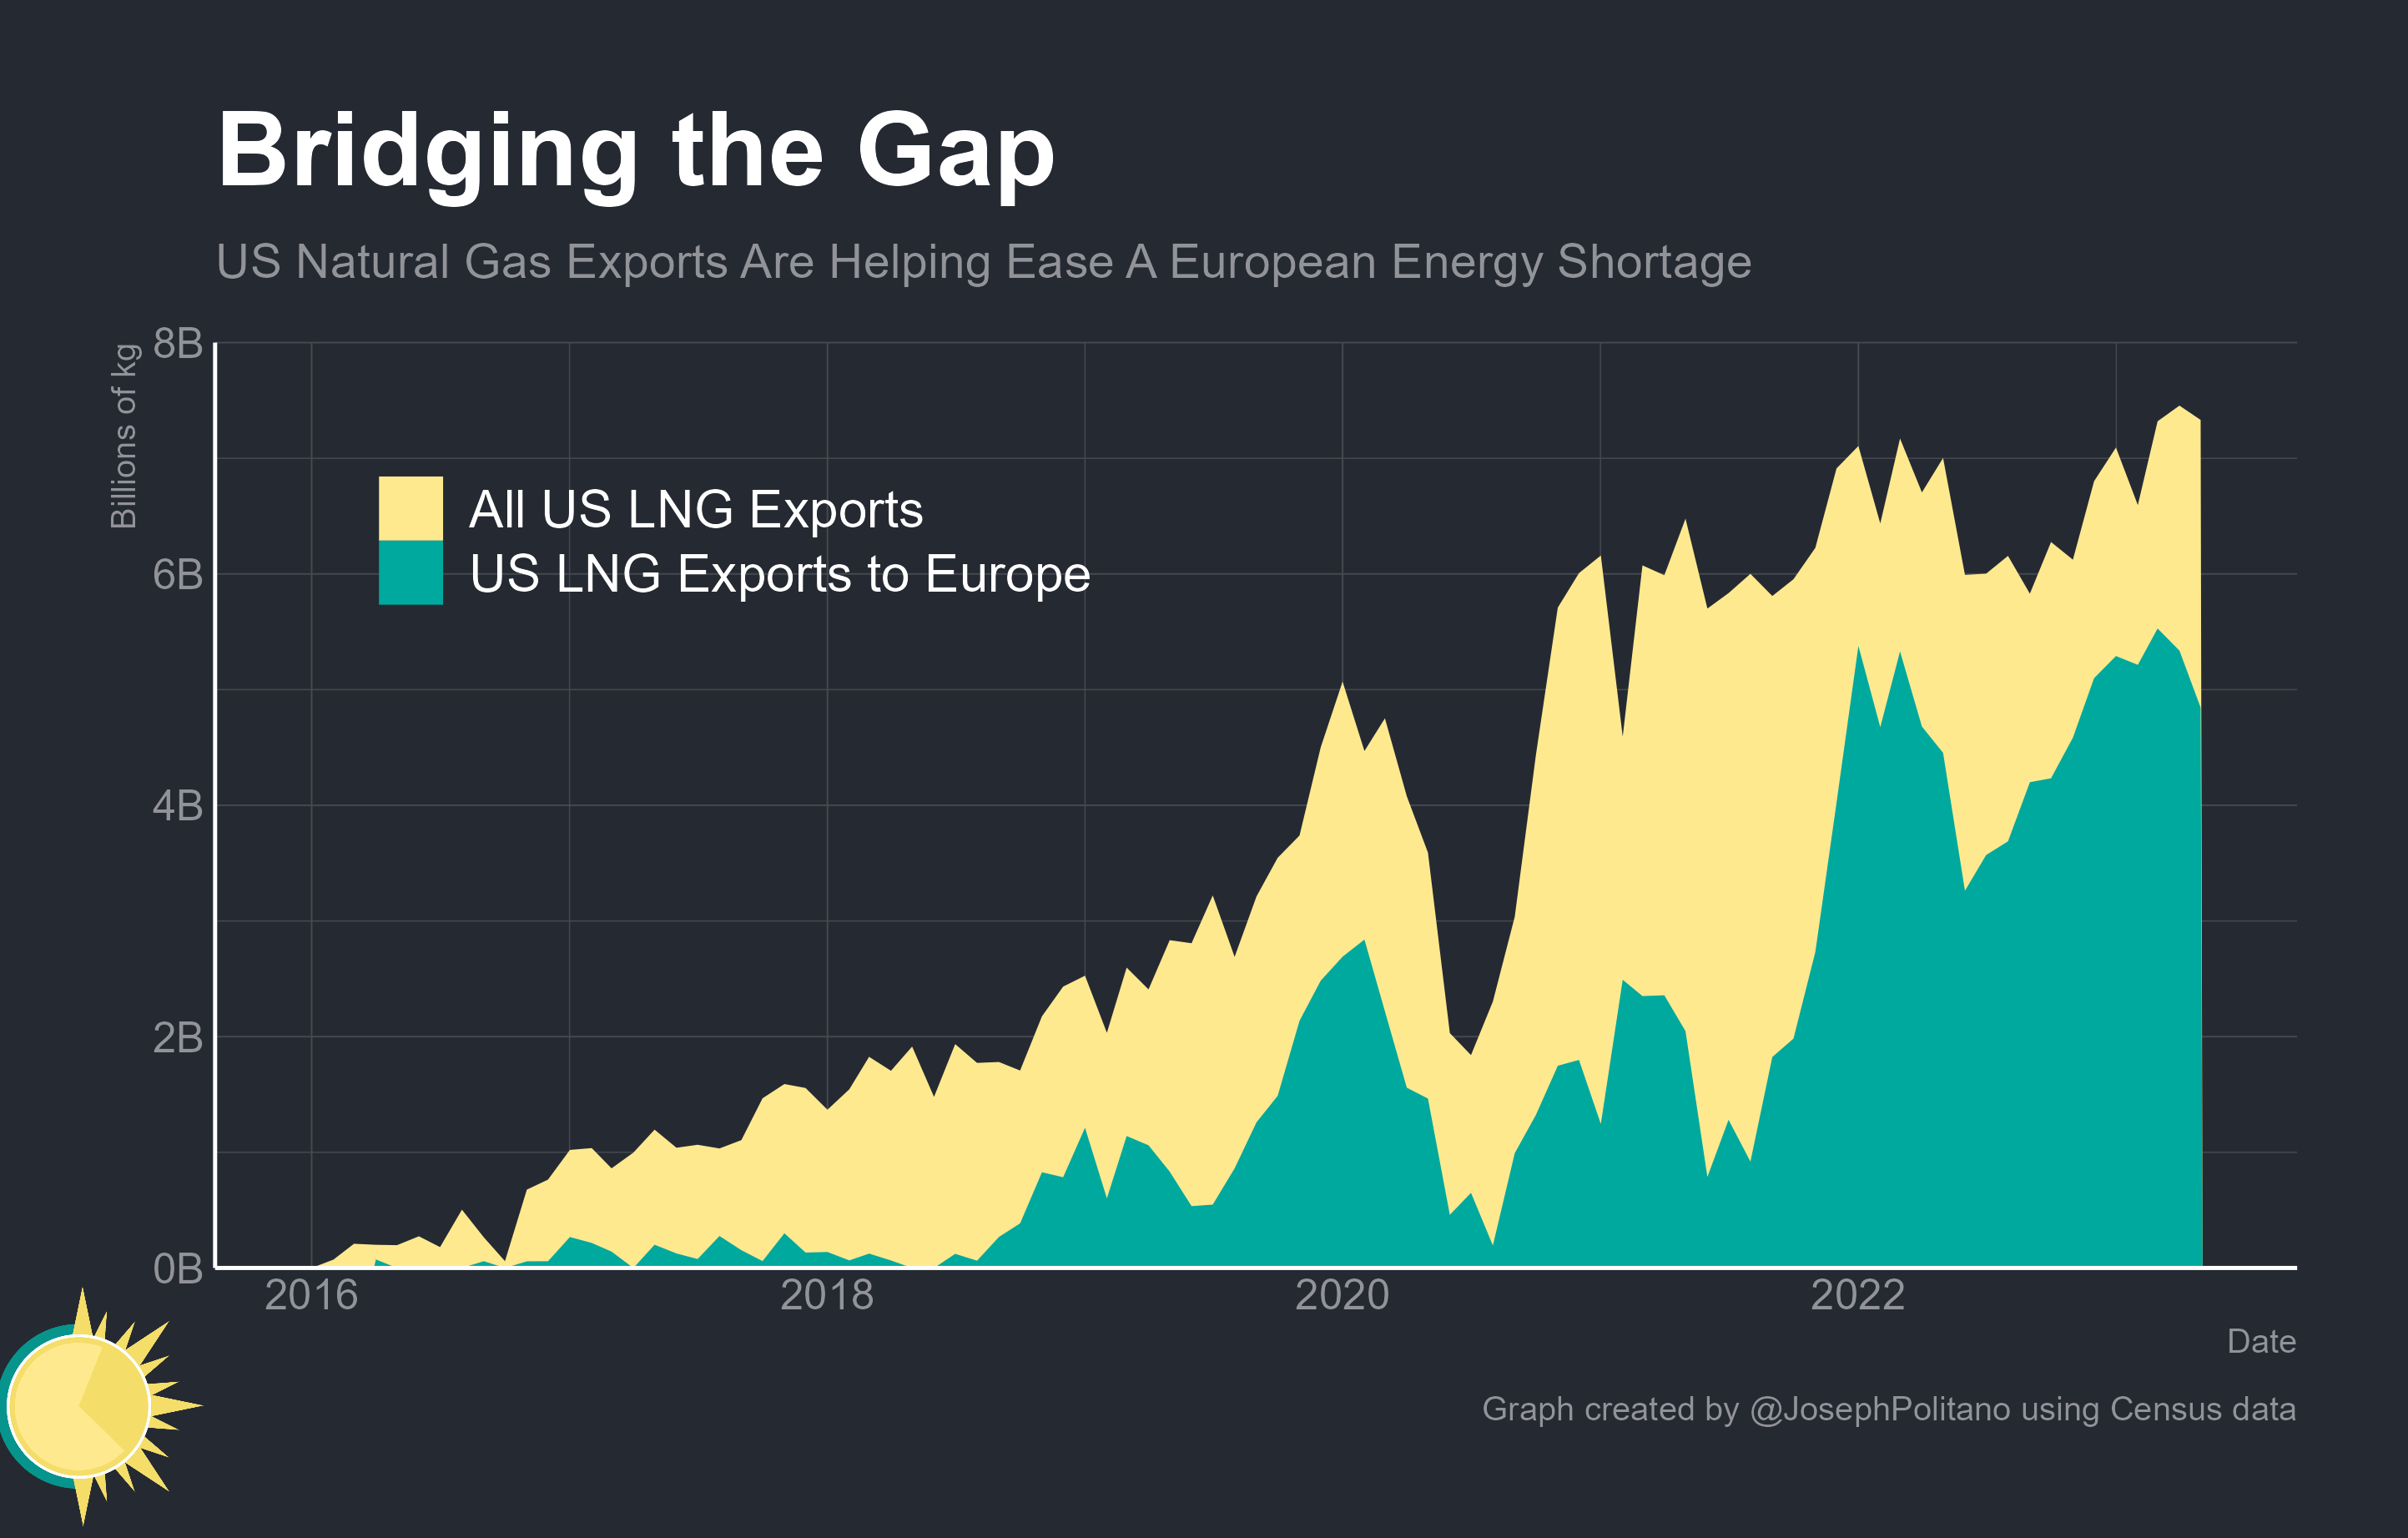 Bridging the Gap
US Natural Gas Exports Are Helping Ease A European Energy Shortage
Billions of kg
8B
6B
4B
2B
0B
All US LNG Exports
US LNG Exports to Europe
2016
2018
2020
2022
Date
Graph created by @JosephPolitano using Census data